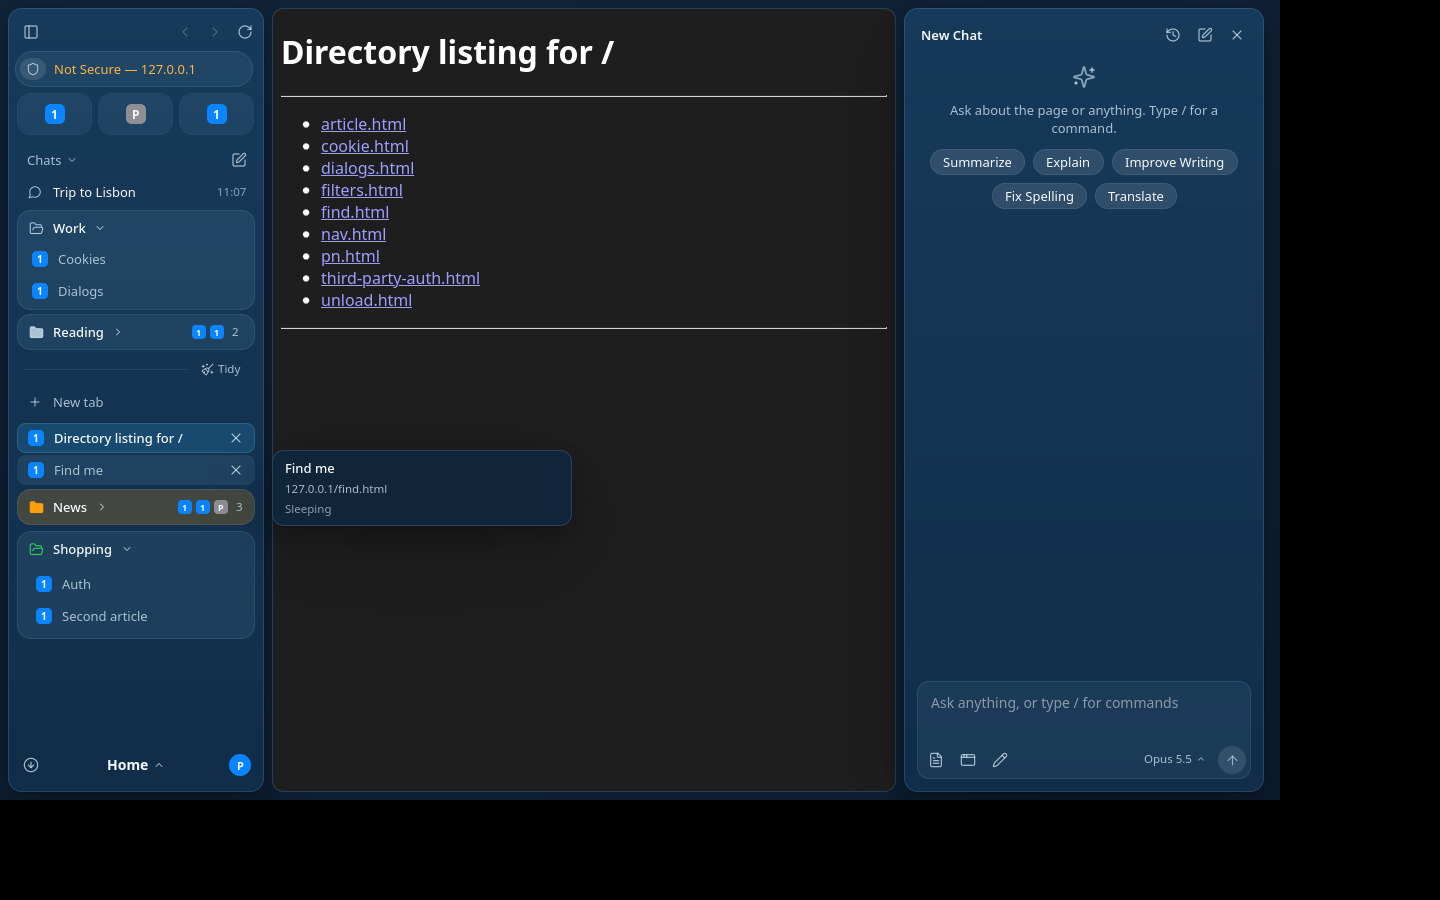 Not Secure — 127.0.0.1
1
P
1
Chats
Trip to Lisbon 11:07
Work
1 Cookies
1 Dialogs
Reading 1 1 2
Tidy
New tab
1 Directory listing for /
1 Find me
News 1 1 P 3
Shopping
1 Auth
1 Second article
Home
P
Directory listing for /
article.html
cookie.html
dialogs.html
filters.html
find.html
nav.html
pn.html
third-party-auth.html
unload.html
Find me
127.0.0.1/find.html
Sleeping
New Chat
Ask about the page or anything. Type / for a
command.
Summarize Explain Improve Writing
Fix Spelling Translate
Ask anything, or type / for commands
Opus 5.5